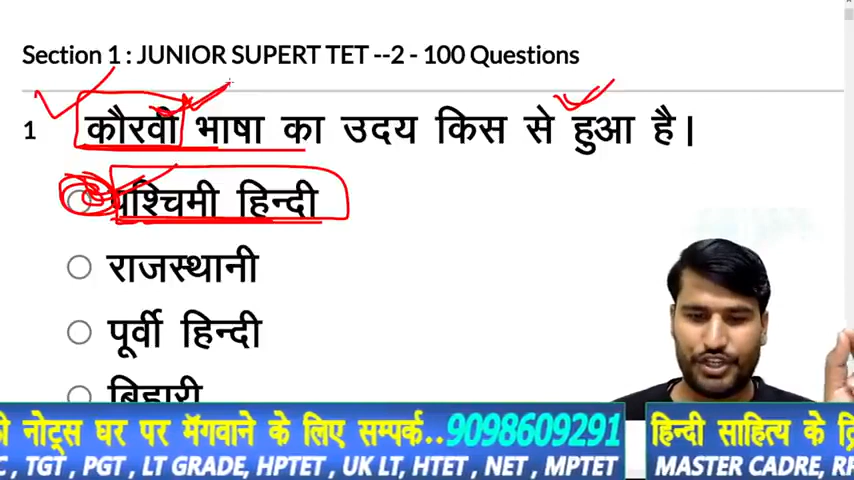 Section 1 : JUNIOR SUPERT TET --2 - 100 Questions
1 कौरवी भाषा का उदय किस से हुआ है।
पश्चिमी हिन्दी
राजस्थानी
पूर्वी हिन्दी
बिहारी
नोट्स घर पर मॅगवाने के लिए सम्पर्क..9098609291
हिन्दी साहित्य के
TGT , PGT , LT GRADE, HPTET , UK LT, HTET , NET , MPTET
MASTER CADRE,